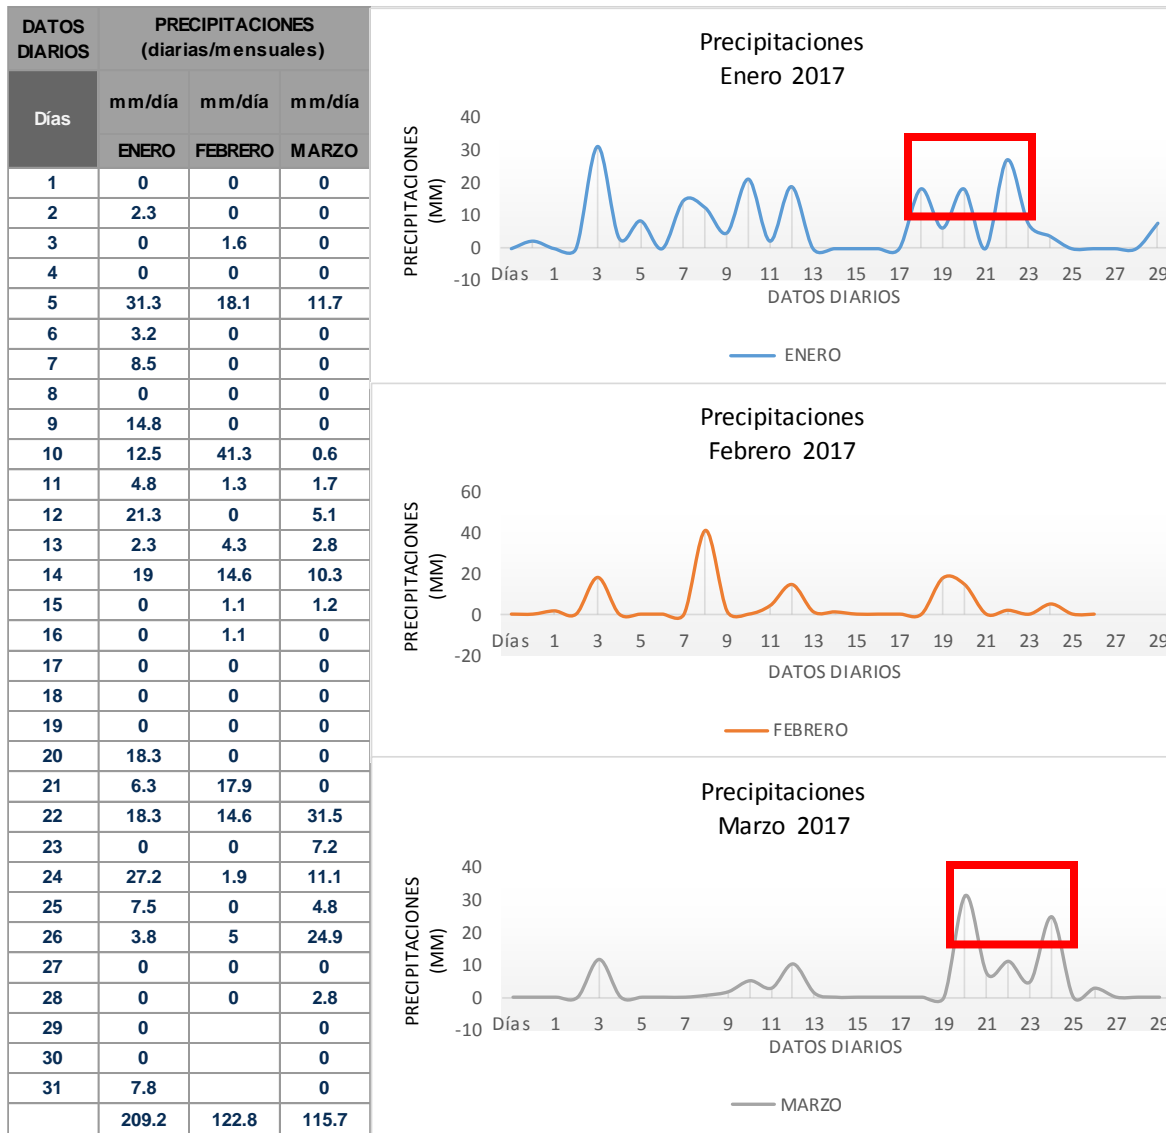 DATOS DIARIOS PRECIPITACIONES (diarias/mensuales)
Días mm/día mm/día mm/día
ENERO FEBRERO MARZO
1 0 0 0
2 2.3 0 0
3 0 1.6 0
4 0 0 0
5 31.3 18.1 11.7
6 3.2 0 0
7 8.5 0 0
8 0 0 0
9 14.8 0 0
10 12.5 41.3 0.6
11 4.8 1.3 1.7
12 21.3 0 5.1
13 2.3 4.3 2.8
14 19 14.6 10.3
15 0 1.1 1.2
16 0 1.1 0
17 0 0 0
18 0 0 0
19 0 0 0
20 18.3 0 0
21 6.3 17.9 0
22 18.3 14.6 31.5
23 0 0 7.2
24 27.2 1.9 11.1
25 7.5 0 4.8
26 3.8 5 24.9
27 0 0 0
28 0 0 2.8
29 0 0
30 0 0
31 7.8 0
209.2 122.8 115.7
Precipitaciones
Enero 2017
PRECIPITACIONES
(MM)
40
30
20
10
0
-10
Días 1 3 5 7 9 11 13 15 17 19 21 23 25 27 29
DATOS DIARIOS
ENERO
Precipitaciones
Febrero 2017
PRECIPITACIONES
(MM)
60
40
20
0
-20
Días 1 3 5 7 9 11 13 15 17 19 21 23 25 27 29
DATOS DIARIOS
FEBRERO
Precipitaciones
Marzo 2017
PRECIPITACIONES
(MM)
40
30
20
10
0
-10
Días 1 3 5 7 9 11 13 15 17 19 21 23 25 27 29
DATOS DIARIOS
MARZO